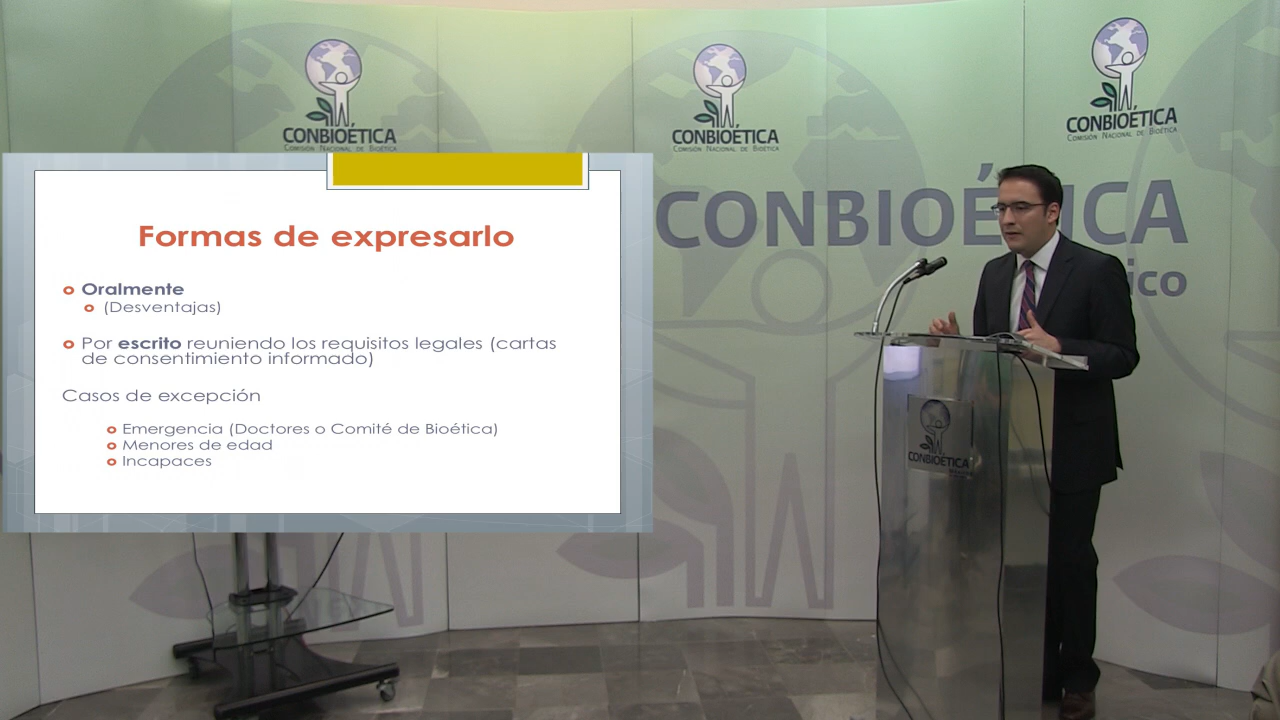 CONBIOÉTICA
COMISIÓN NACIONAL DE BIOÉTICA
CONBIOÉTICA
COMISIÓN NACIONAL DE BIOÉTICA
CONBIOÉTICA
COMISIÓN NACIONAL DE BIOÉTICA
Formas de expresarlo
Oralmente
(Desventajas)
Por escrito reuniendo los requisitos legales (cartas
de consentimiento informado)
Casos de excepción
Emergencia (Doctores o Comité de Bioética)
Menores de edad
Incapaces
CONBIOÉ ICA
ico
CONBIOÉTICA